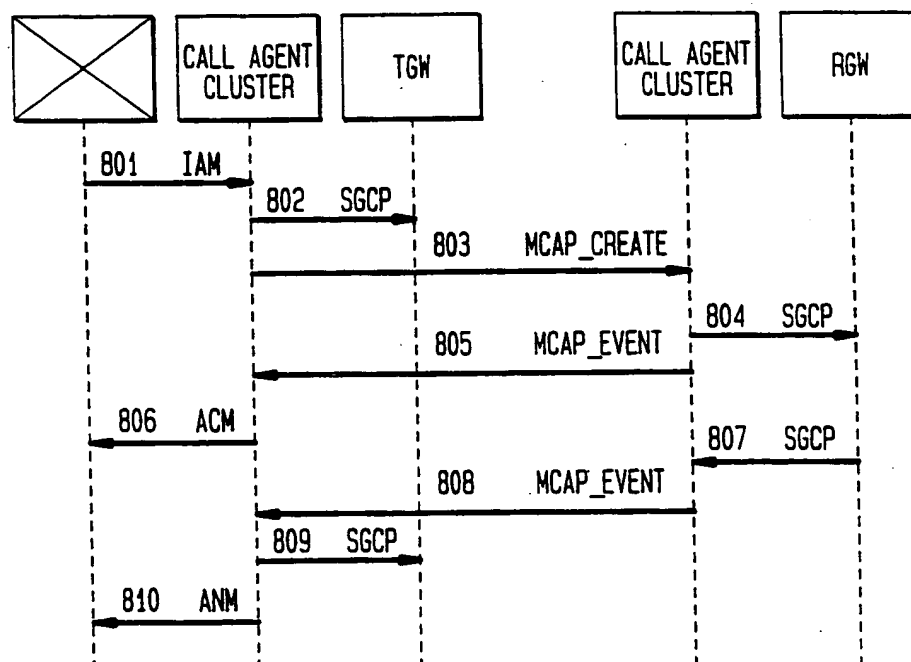 CALL AGENT
CLUSTER
TGW
CALL AGENT
CLUSTER
RGW
801 IAM
802 SGCP
803 MCAP_CREATE
804 SGCP
805 MCAP_EVENT
806 ACM
807 SGCP
808 MCAP_EVENT
809 SGCP
810 ANM